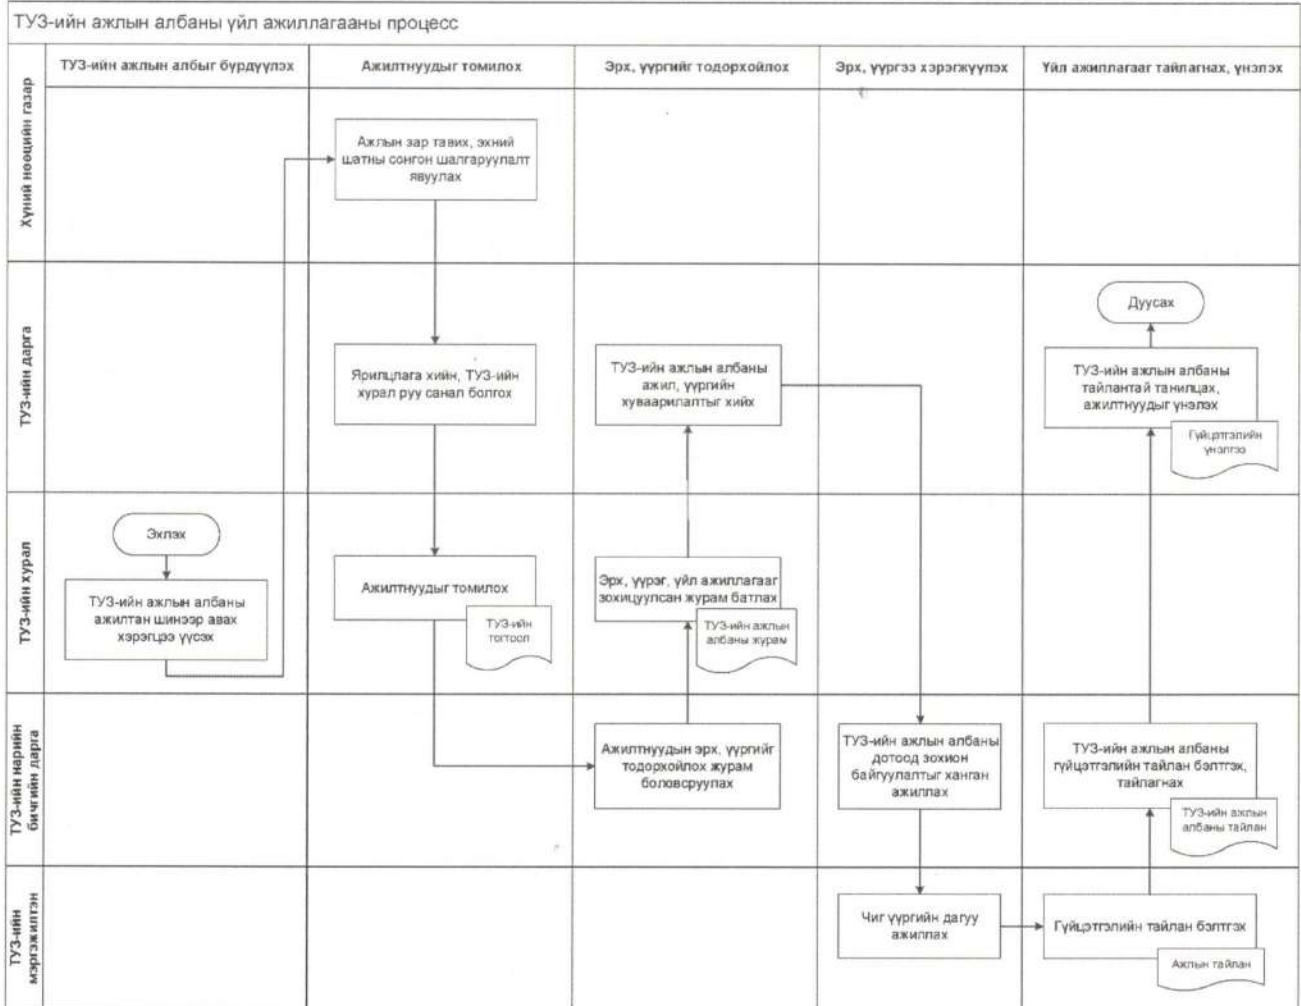 ТУЗ-ийн ажлын албаны үйл ажиллагааны процесс
ТУЗ-ийн ажлын албыг бүрдүүлэх
Ажилтнуудыг томилох
Эрх, үүргийг тодорхойлох
Эрх, үүргээ хэрэгжүүлэх
Үйл ажиллагааг тайлагнах, үнэлэх
Хүний нөөцийн газар
Ажлын зар тавих, эхний
шатны сонгон шалгаруулалт
явуулах
ТУЗ-ийн дарга
Ярилцлага хийн, ТУЗ-ийн
хурал руу санал болгох
ТУЗ-ийн ажлын албаны
ажил, үүргийн
хуваарилалтыг хийх
Дуусах
ТУЗ-ийн ажлын албаны
тайлантай танилцах,
ажилтнуудыг үнэлэх
Гүйцэтгэлийн
үнэлгээ
ТУЗ-ийн хурал
Эхлэх
ТУЗ-ийн ажлын албаны
ажилтан шинээр авах
хэрэгцээ үүсэх
Ажилтнуудыг томилох
ТУЗ-ийн
тогтоол
Эрх, үүрэг, үйл ажиллагааг
зохицуулсан журам батлах
ТУЗ-ийн ажлын
албаны журам
ТУЗ-ийн нарийн
бичгийн дарга
Ажилтнуудын эрх, үүргийг
тодорхойлох журам
боловсруулах
ТУЗ-ийн ажлын албаны
дотоод зохион
байгуулалтыг ханган
ажиллах
ТУЗ-ийн ажлын албаны
гүйцэтгэлийн тайлан бэлтгэх,
тайлагнах
ТУЗ-ийн ажлын
албаны тайлан
ТУЗ-ийн
мэргэжилтэн
Чиг үүргийн дагуу
ажиллах
Гүйцэтгэлийн тайлан бэлтгэх
Ажлын тайлан